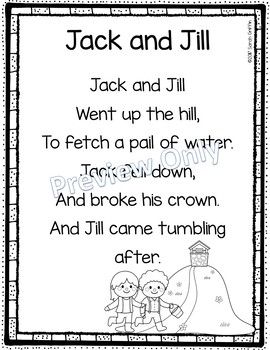 Jack and Jill
Jack and Jill
Went up the hill,
To fetch a pail of water.
Jack fell down,
And broke his crown.
And Jill came tumbling
after.
Preview Only